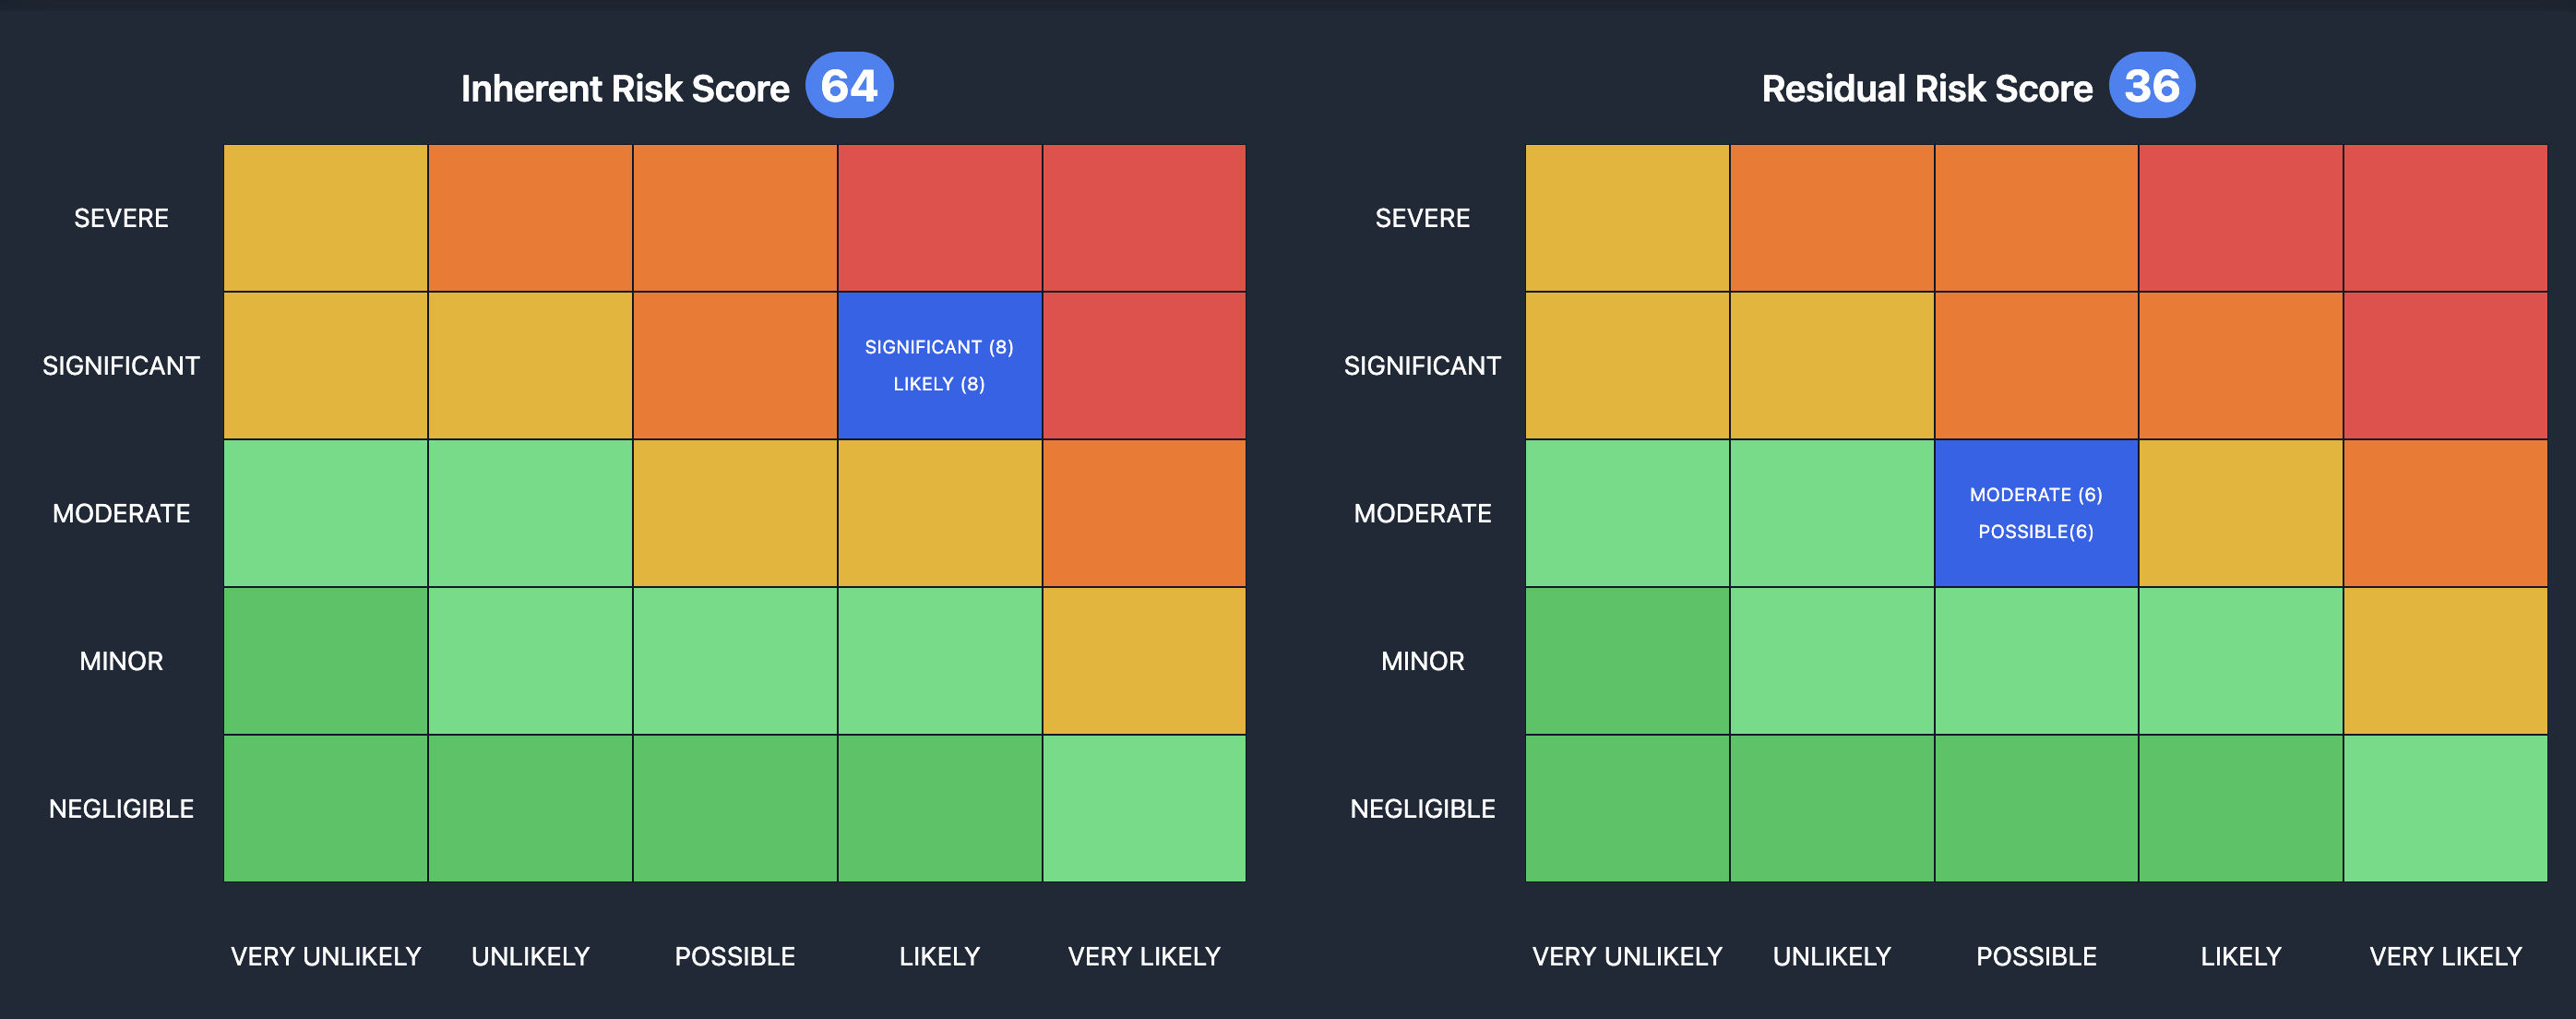 Inherent Risk Score 64
SEVERE
SIGNIFICANT
SIGNIFICANT (8)
LIKELY (8)
MODERATE
MINOR
NEGLIGIBLE
VERY UNLIKELY UNLIKELY POSSIBLE LIKELY VERY LIKELY
Residual Risk Score 36
SEVERE
SIGNIFICANT
MODERATE
MODERATE (6)
POSSIBLE(6)
MINOR
NEGLIGIBLE
VERY UNLIKELY UNLIKELY POSSIBLE LIKELY VERY LIKELY